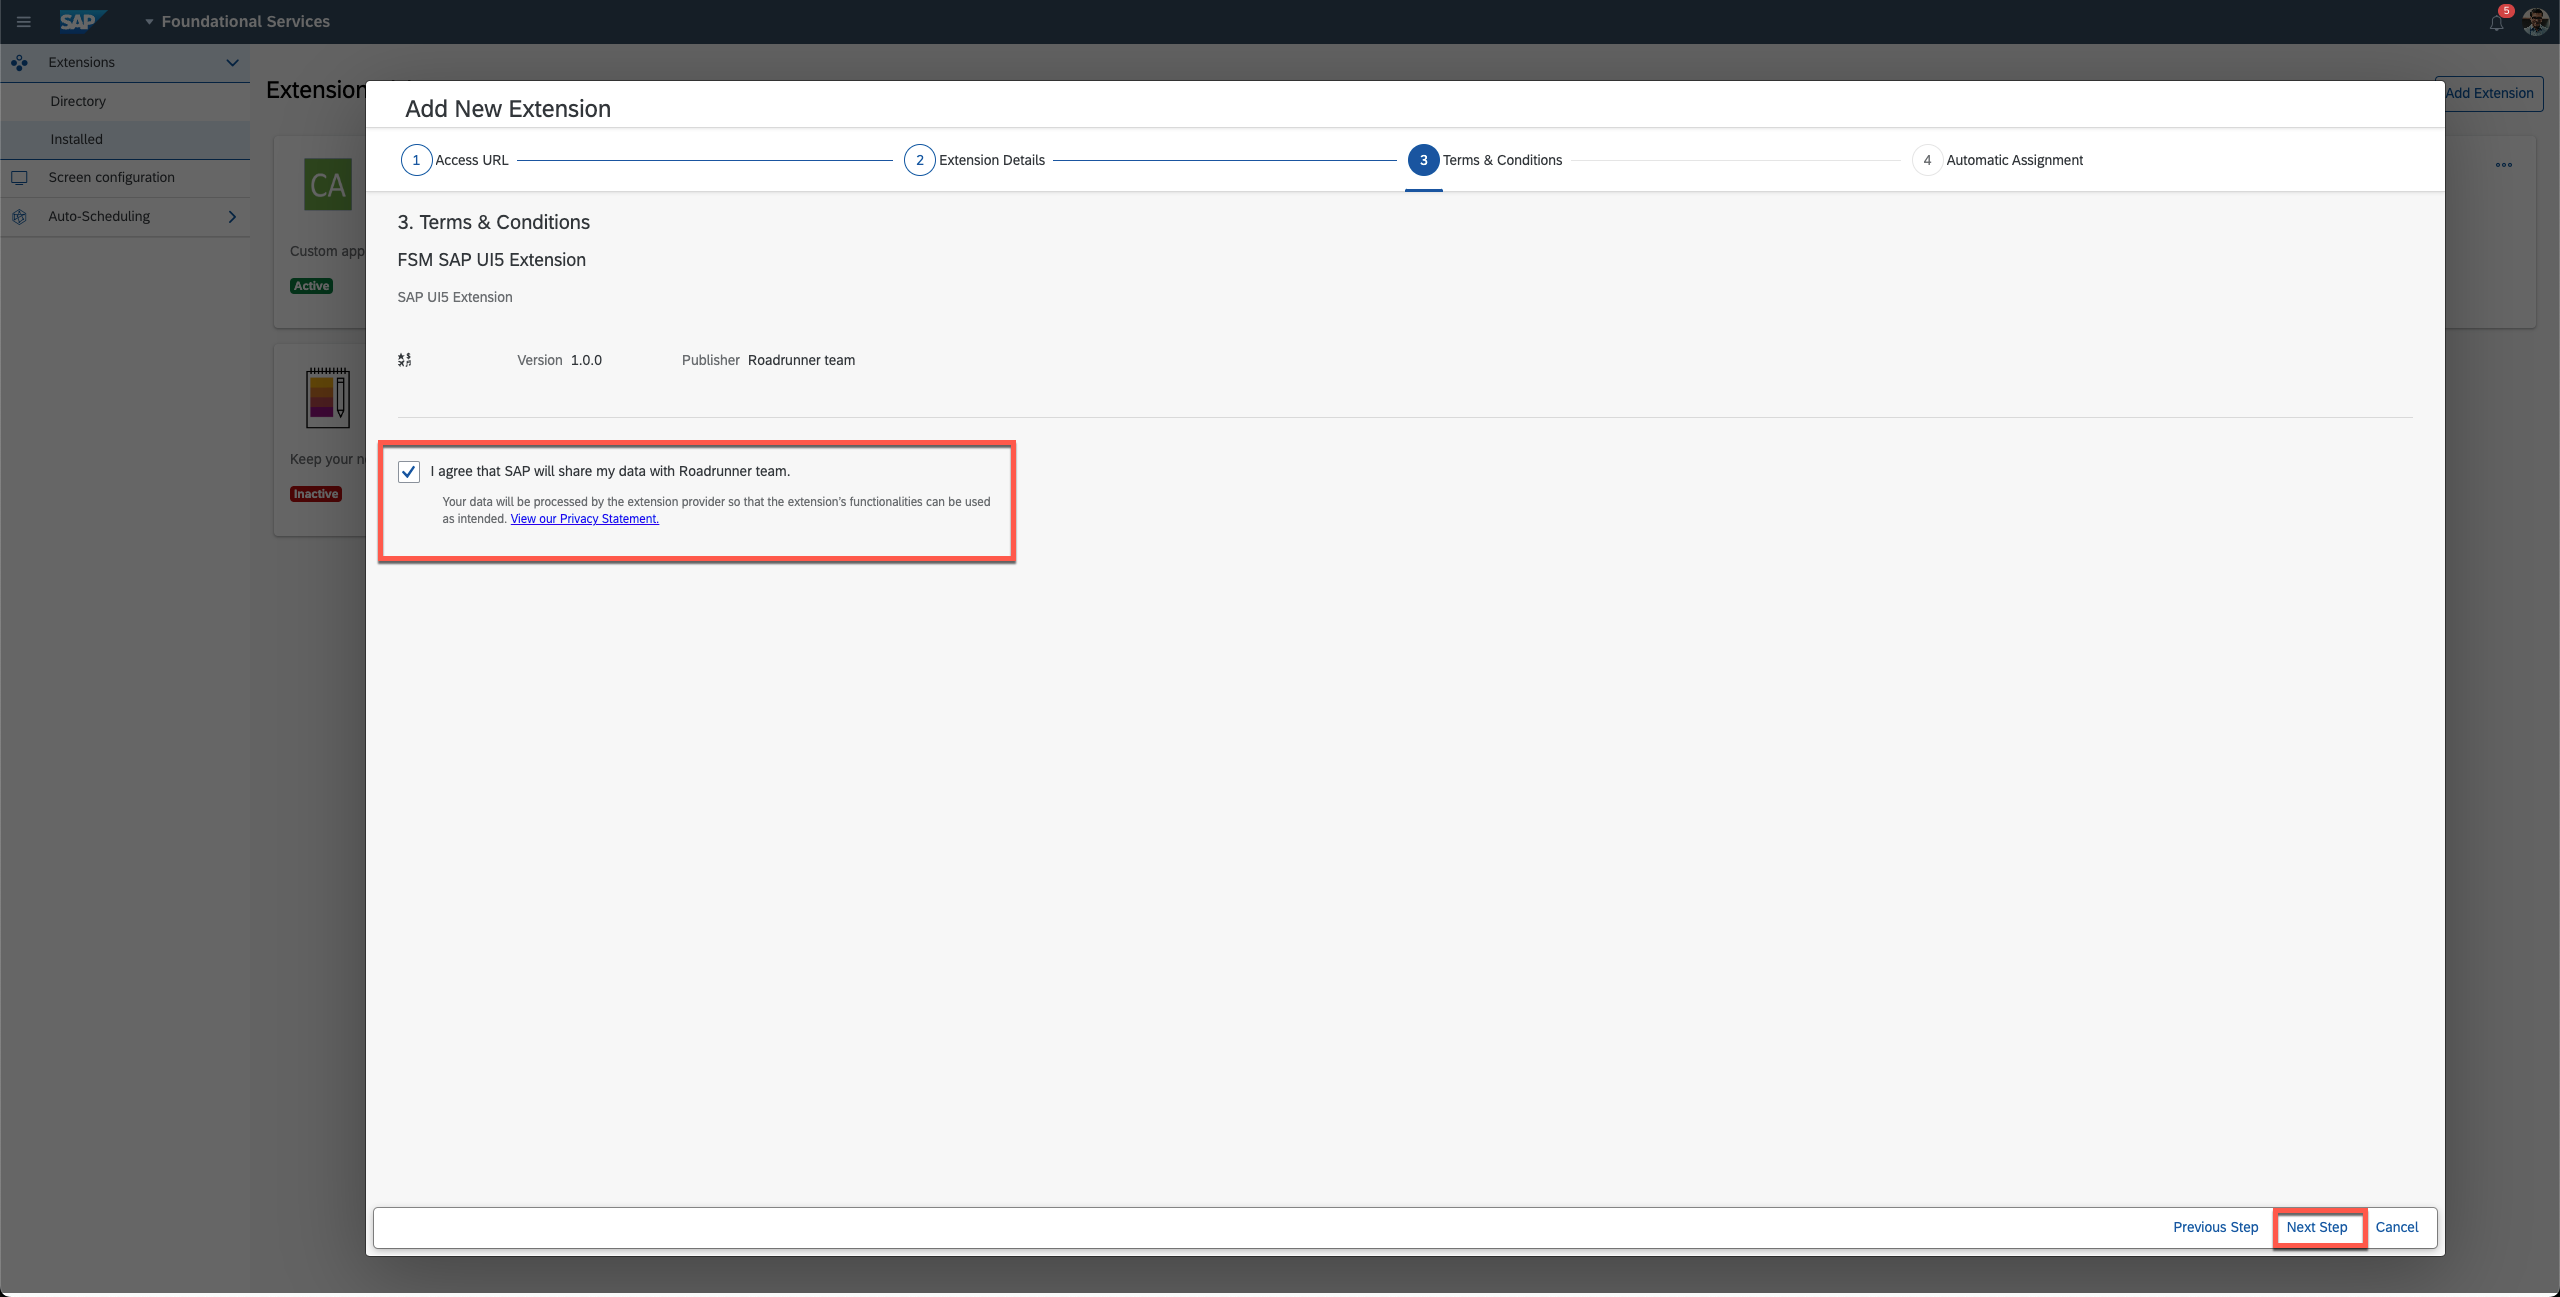 SAP
Foundational Services
5
Extensions
Directory
Installed
Screen configuration
Auto-Scheduling
Extension
Add Extension
CA
Custom app
Active
Keep your n
Inactive
Add New Extension
1 Access URL
2 Extension Details
3 Terms & Conditions
4 Automatic Assignment
3. Terms & Conditions
FSM SAP UI5 Extension
SAP UI5 Extension
Version 1.0.0
Publisher Roadrunner team
I agree that SAP will share my data with Roadrunner team.
Your data will be processed by the extension provider so that the extension's functionalities can be used
as intended. View our Privacy Statement.
Previous Step
Next Step
Cancel